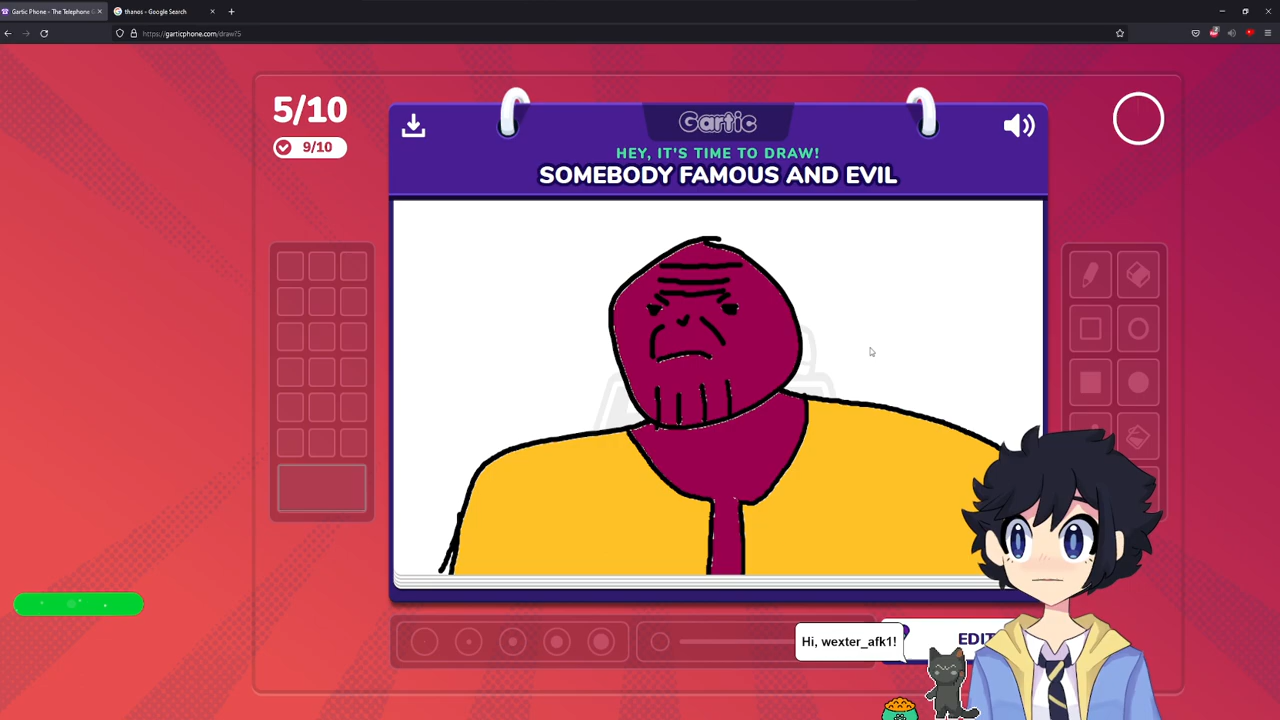 Gartic Phone - The Telephone G
thanos - Google Search
https://garticphone.com/draw?5
5/10
9/10
Gartic
HEY, IT'S TIME TO DRAW!
SOMEBODY FAMOUS AND EVIL
Hi, wexter_afk1!
EDIT